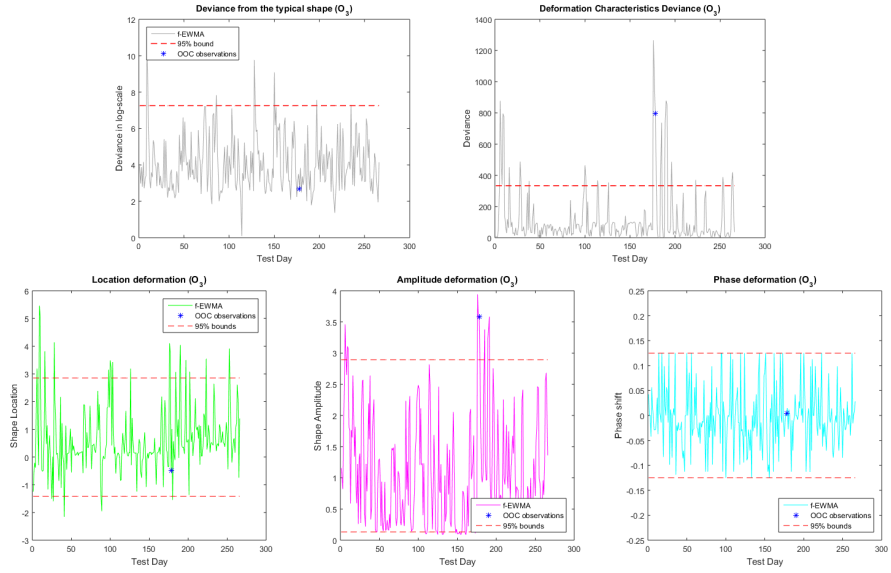 Deviance from the typical shape (O3)
Deviance in log-scale
12
10
8
6
4
2
0
f-EWMA
95% bound
OOC observations
0 50 100 150 200 250 300
Test Day
Deformation Characteristics Deviance (O3)
Deviance
1400
1200
1000
800
600
400
200
0
0 50 100 150 200 250 300
Test Day
Location deformation (O3)
Shape Location
6
5
4
3
2
1
0
-1
-2
-3
f-EWMA
OOC observations
95% bounds
0 50 100 150 200 250 300
Test Day
Amplitude deformation (O3)
Shape Amplitude
4
3.5
3
2.5
2
1.5
1
0.5
0
f-EWMA
OOC observations
95% bounds
0 50 100 150 200 250 300
Test Day
Phase deformation (O3)
Phase shift
0.25
0.2
0.15
0.1
0.05
0
-0.05
-0.1
-0.15
-0.2
-0.25
f-EWMA
OOC observations
95% bounds
0 50 100 150 200 250 300
Test Day